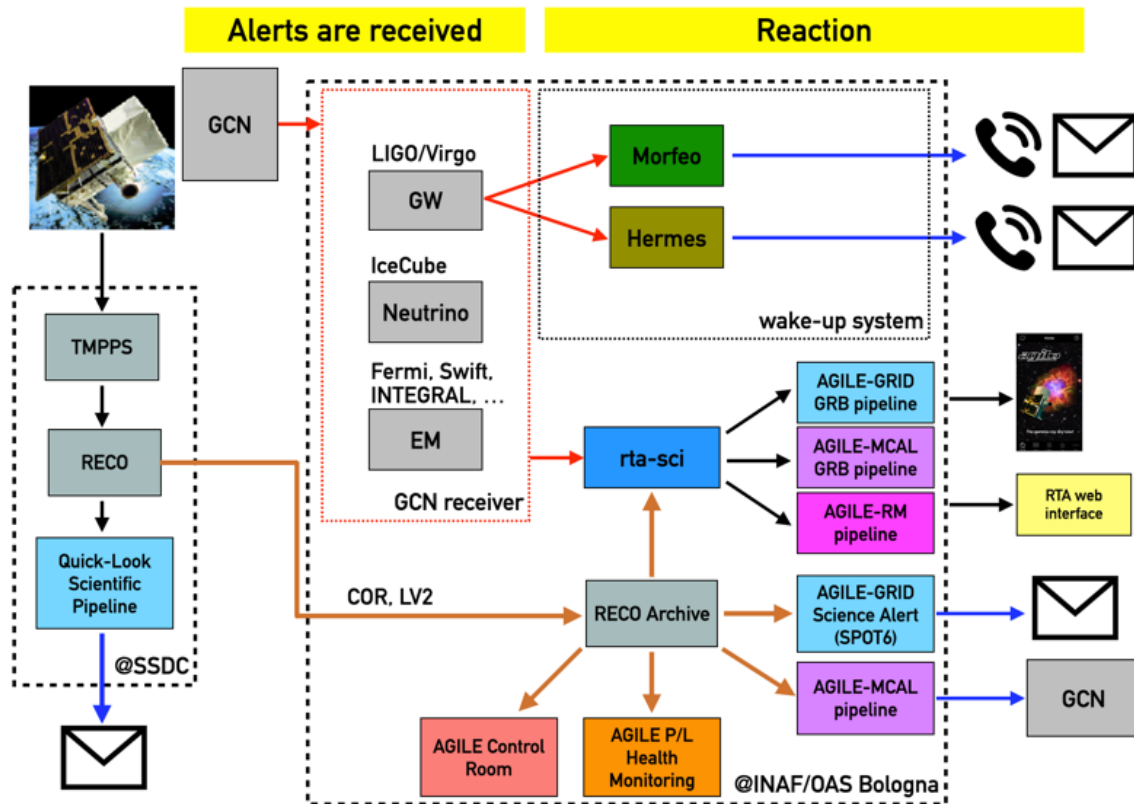 Alerts are received
Reaction
GCN
LIGO/Virgo
GW
IceCube
Neutrino
Fermi, Swift,
INTEGRAL, ...
EM
GCN receiver
Morfeo
Hermes
wake-up system
TMPPS
RECO
Quick-Look
Scientific
Pipeline
@SSDC
COR, LV2
rta-sci
RECO Archive
AGILE-GRID
GRB pipeline
AGILE-MCAL
GRB pipeline
AGILE-RM
pipeline
AGILE-GRID
Science Alert
(SPOT6)
AGILE-MCAL
pipeline
AGILE Control
Room
AGILE P/L
Health
Monitoring
@INAF/OAS Bologna
agile
RTA web
interface
GCN